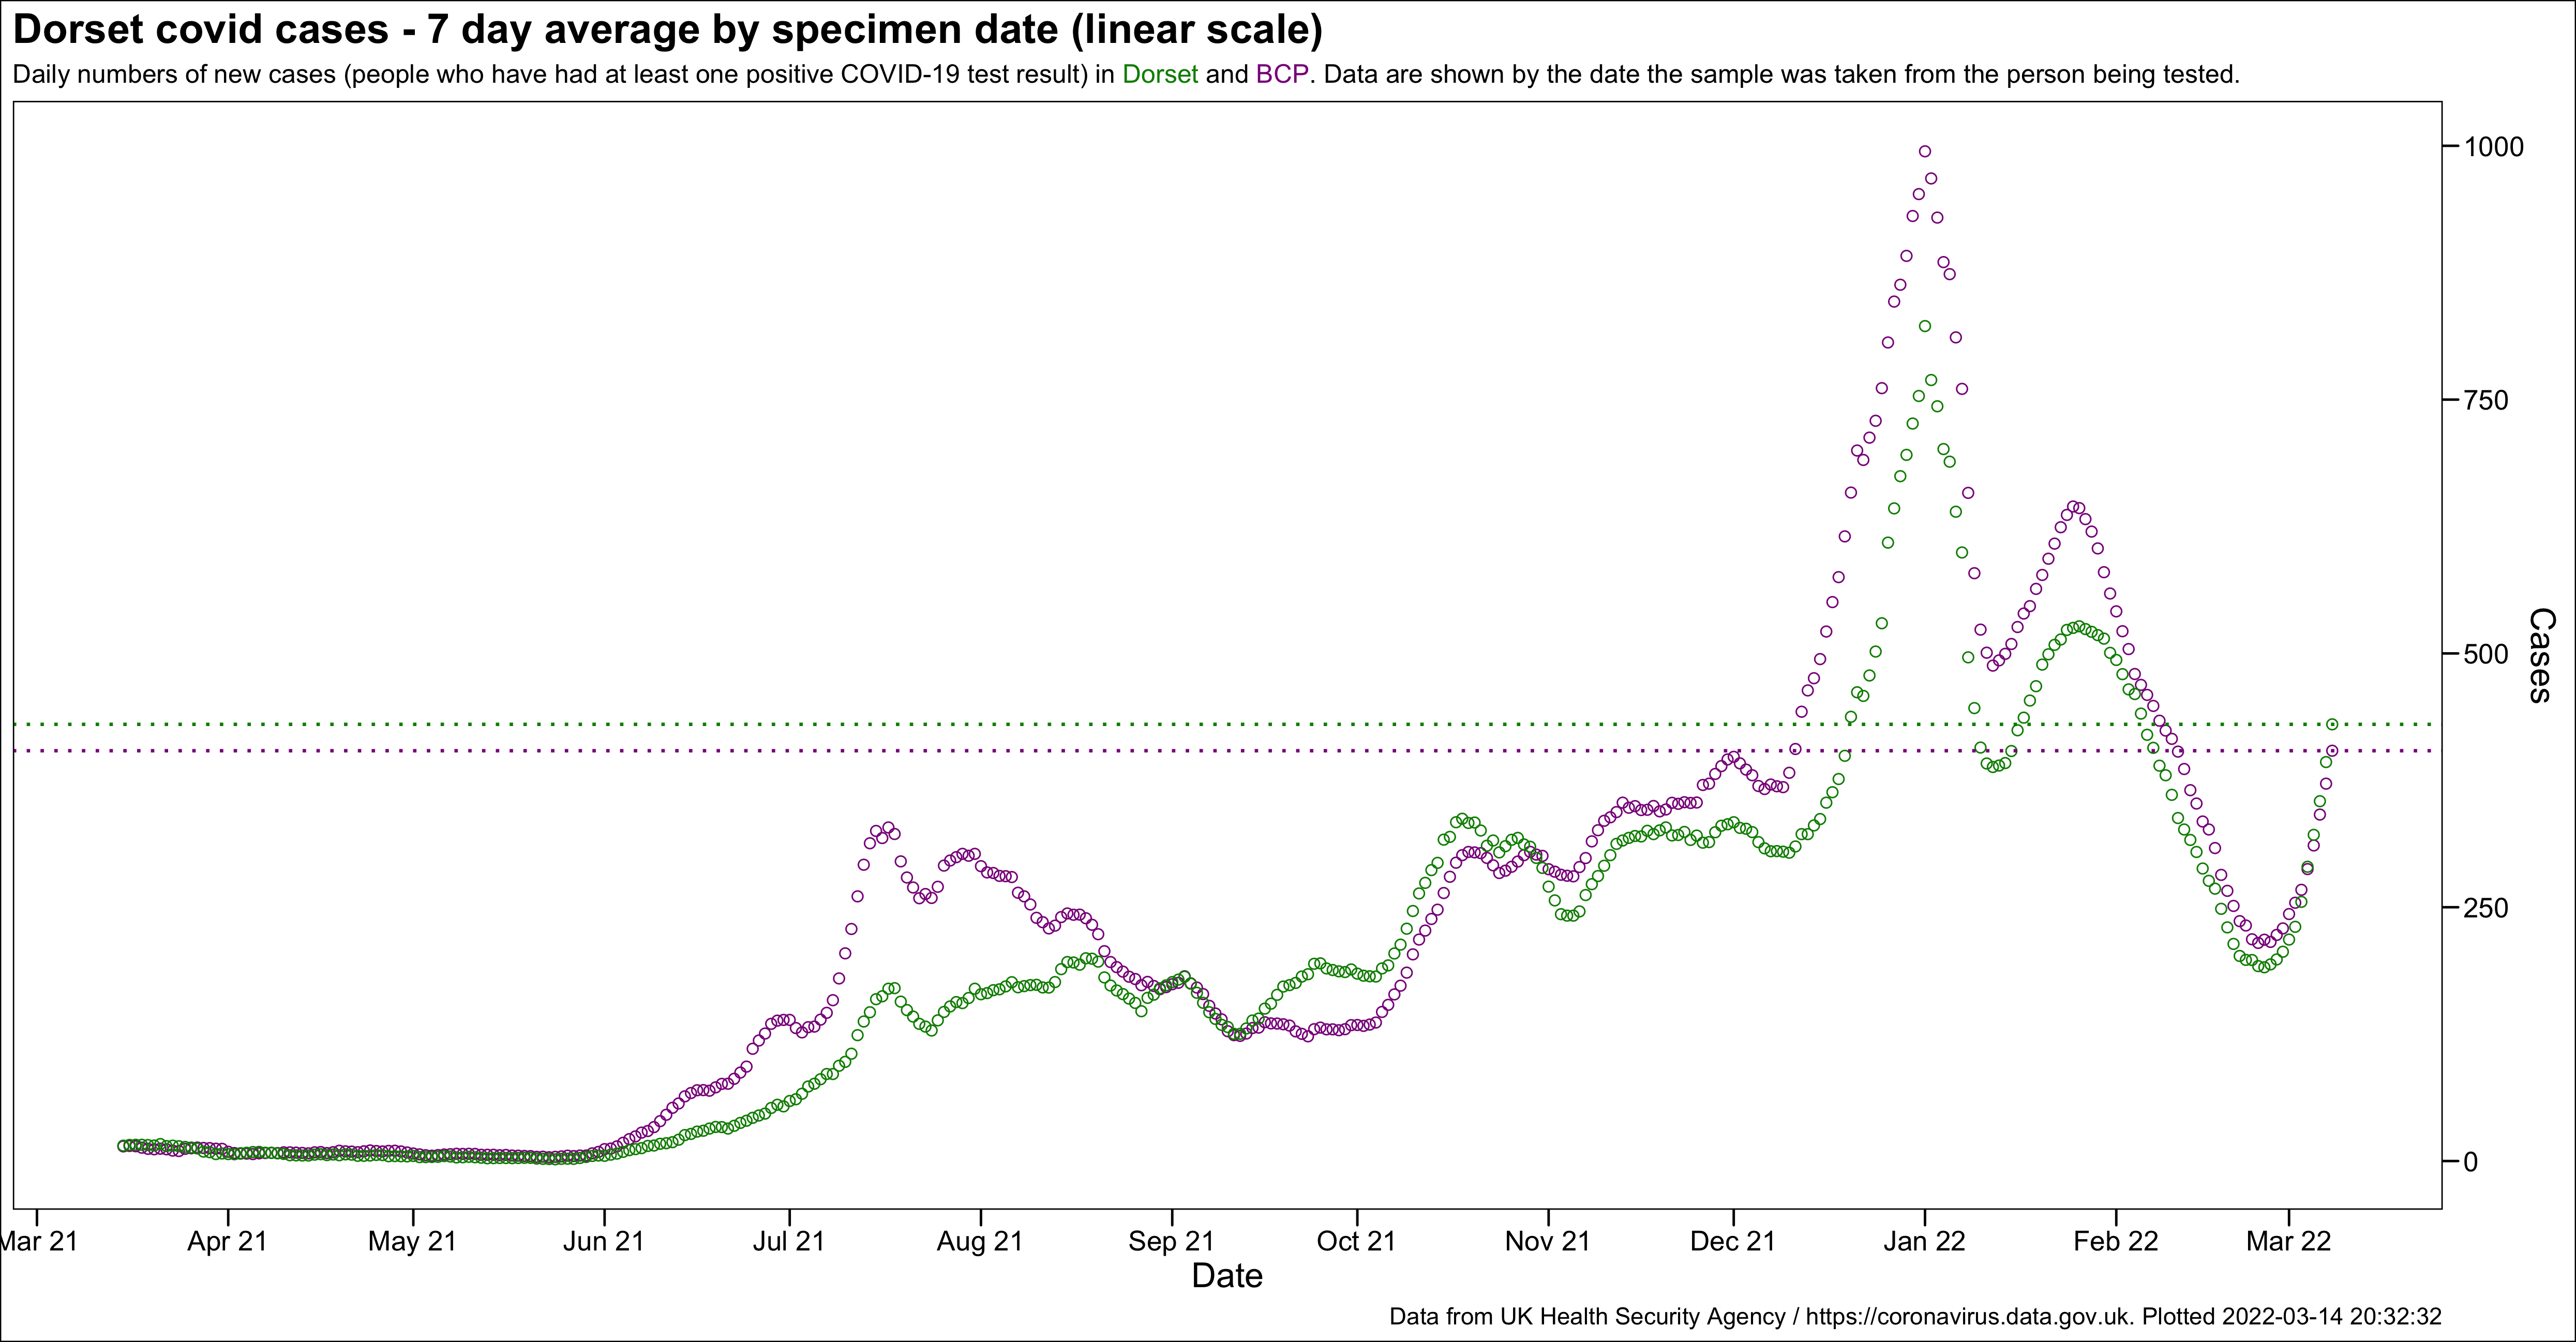 Dorset covid cases - 7 day average by specimen date (linear scale)
Daily numbers of new cases (people who have had at least one positive COVID-19 test result) in Dorset and BCP. Data are shown by the date the sample was taken from the person being tested.
1000
750
500
250
0
Cases
Mar 21 Apr 21 May 21 Jun 21 Jul 21 Aug 21 Sep 21 Oct 21 Nov 21 Dec 21 Jan 22 Feb 22 Mar 22
Date
Data from UK Health Security Agency / https://coronavirus.data.gov.uk. Plotted 2022-03-14 20:32:32